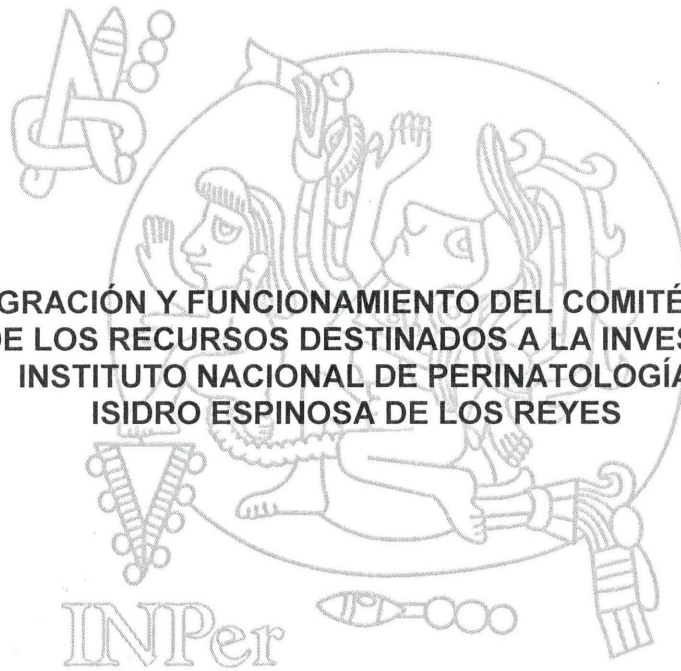 GRACIÓN Y FUNCIONAMIENTO DEL COMITÉ
DE LOS RECURSOS DESTINADOS A LA INVES
INSTITUTO NACIONAL DE PERINATOLOGÍA
ISIDRO ESPINOSA DE LOS REYES
INPer